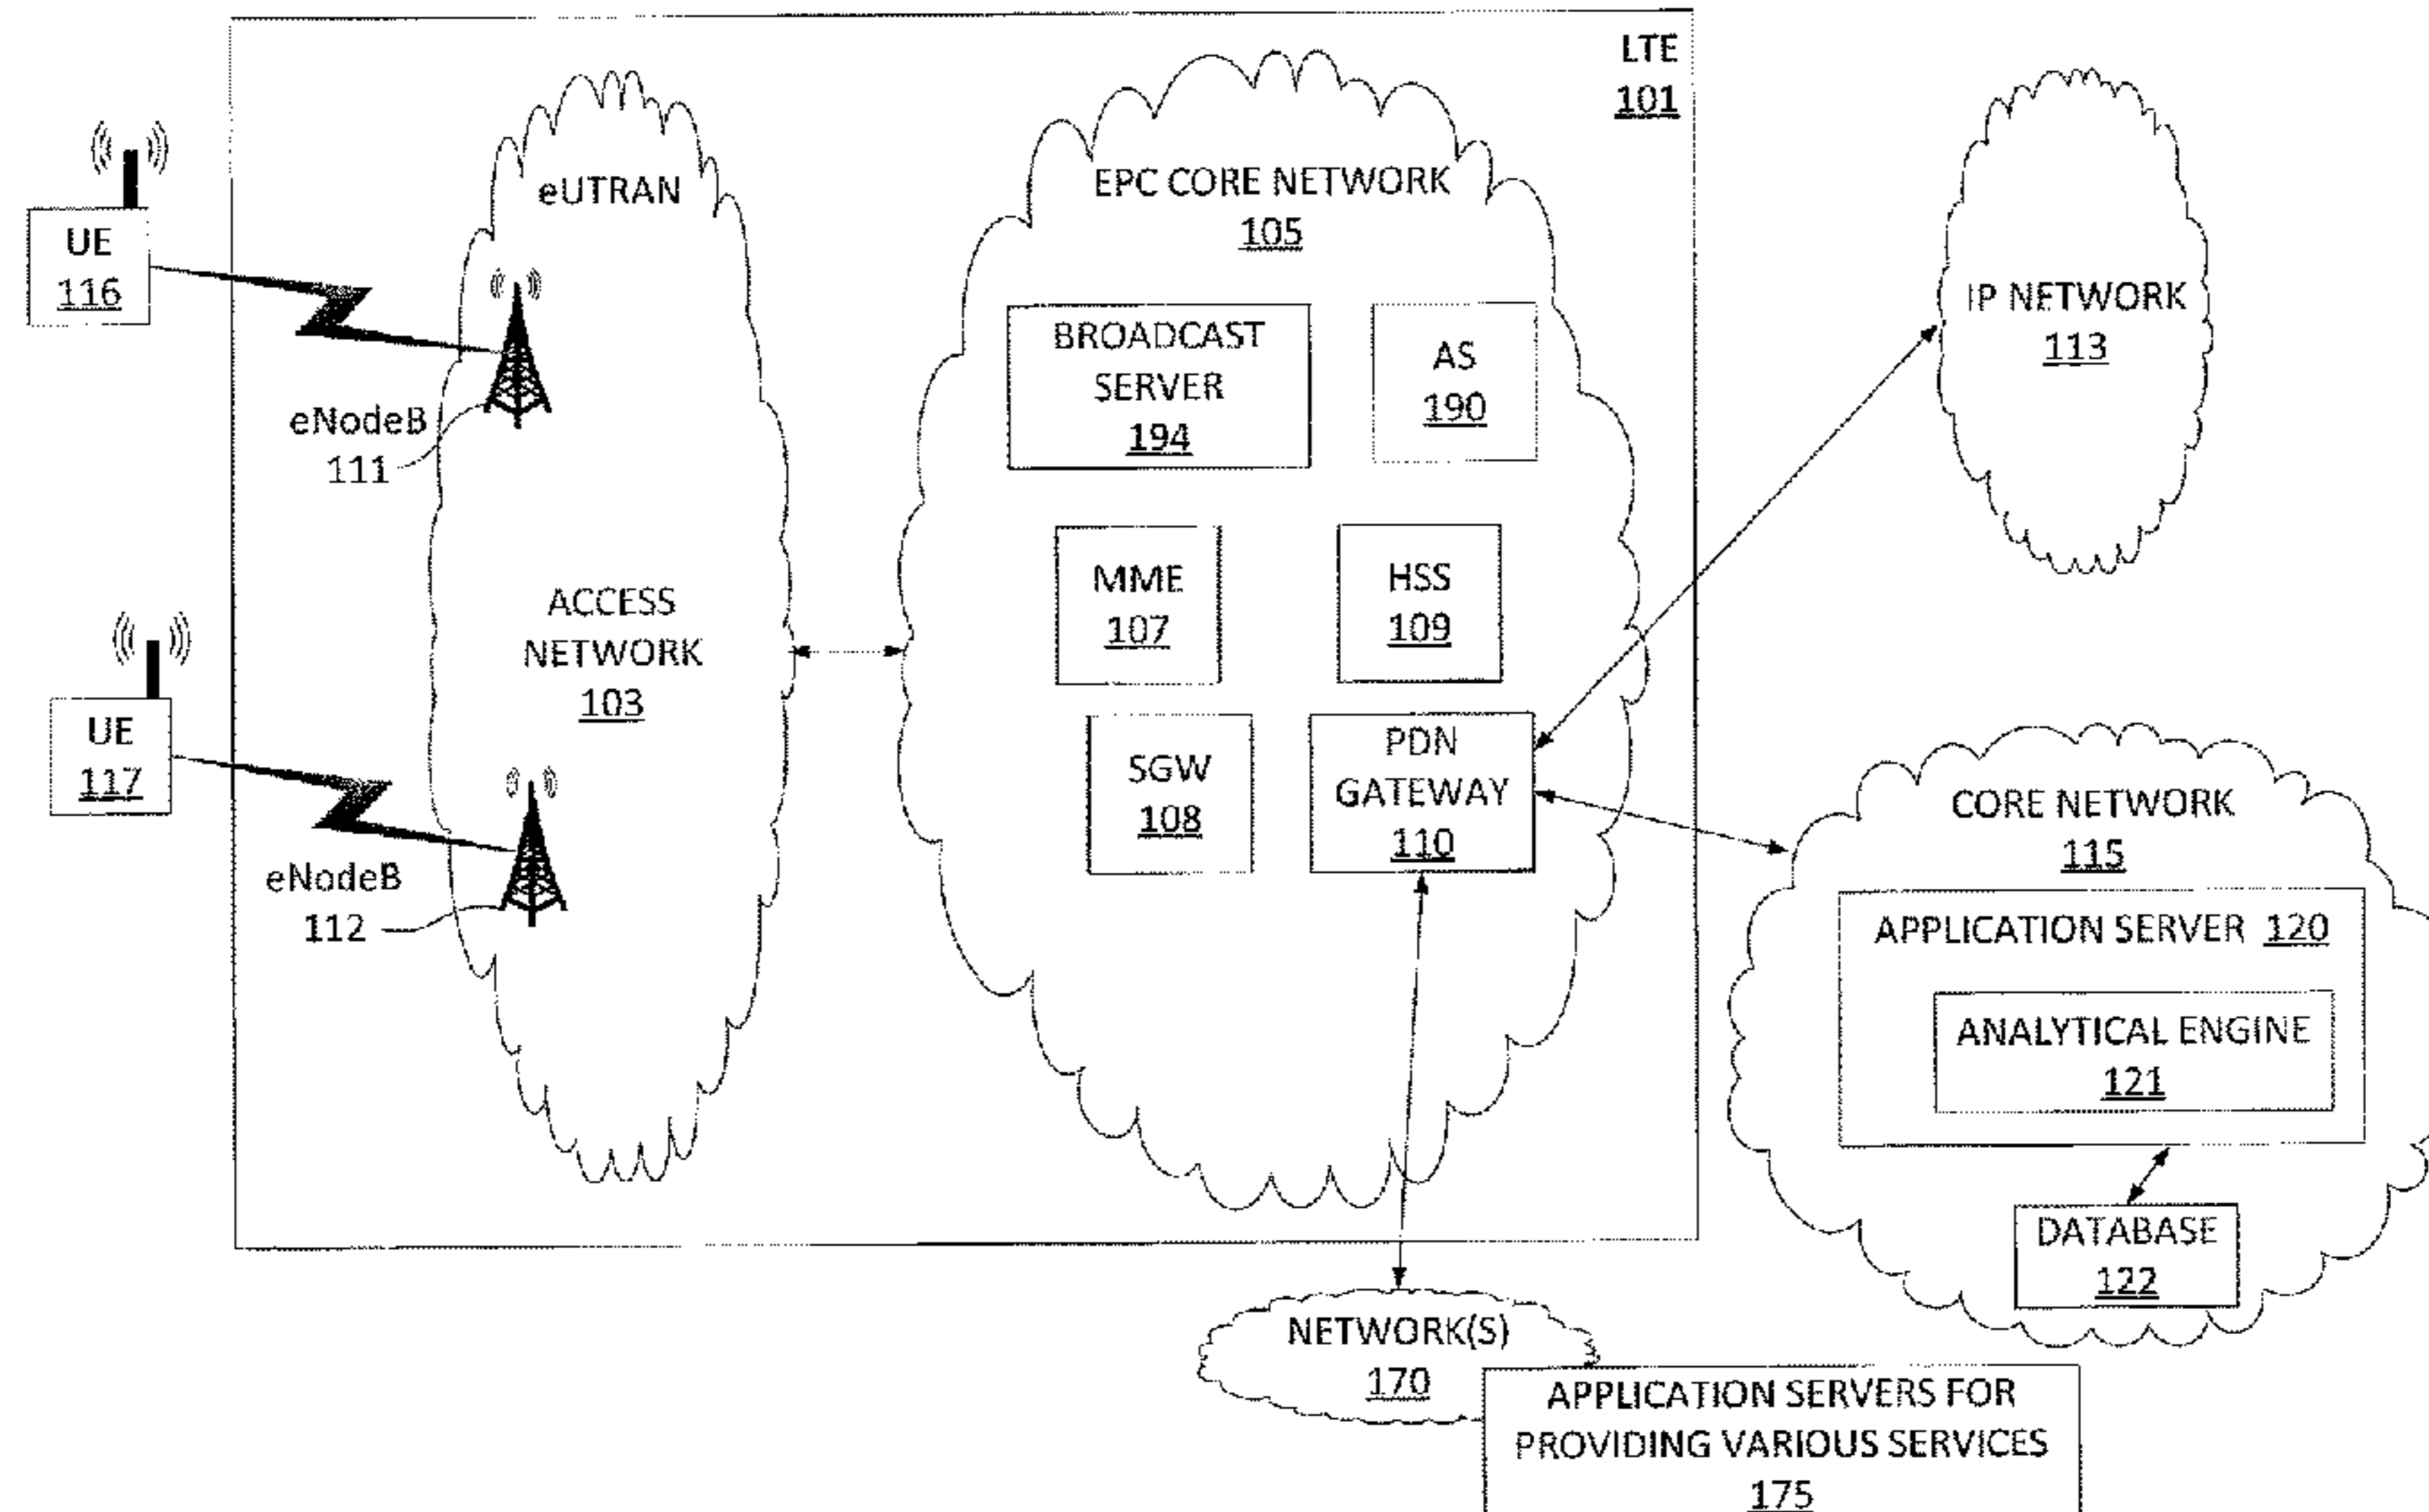 LTE
101
UE
116
eUTRAN
eNodeB
111
ACCESS
NETWORK
103
UE
117
eNodeB
112
EPC CORE NETWORK
105
BROADCAST
SERVER
194
AS
190
MME
107
HSS
109
SGW
108
PDN
GATEWAY
110
IP NETWORK
113
CORE NETWORK
115
APPLICATION SERVER 120
ANALYTICAL ENGINE
121
DATABASE
122
NETWORK(S)
170
APPLICATION SERVERS FOR
PROVIDING VARIOUS SERVICES
175